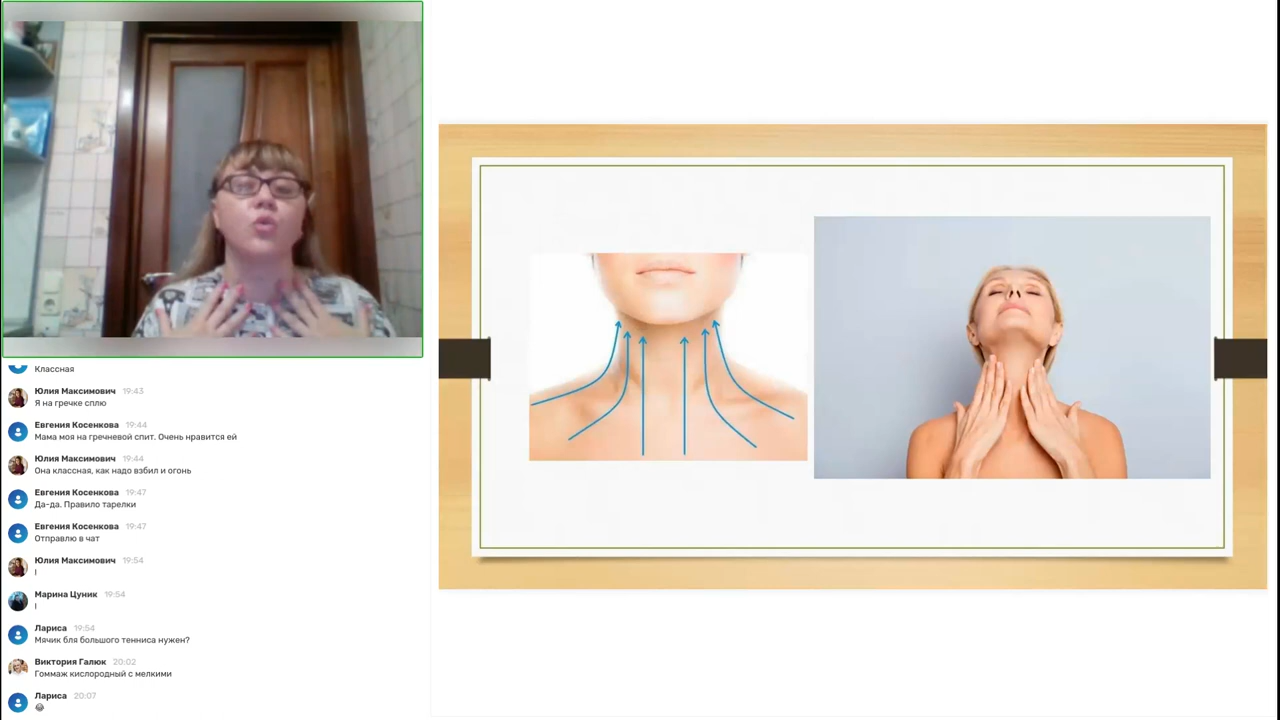 Классная
Юлия Максимович 19:43
Я на гречке сплю
Евгения Косенкова 19:44
Мама моя на гречневой спит. Очень нравится ей
Юлия Максимович 19:44
Она классная, как надо взбил и огонь
Евгения Косенкова 19:47
Да-да. Правило тарелки
Евгения Косенкова 19:47
Отправлю в чат
Юлия Максимович 19:54
!
Марина Цуник 19:54
!
Лариса 19:54
Мячик бля большого тенниса нужен?
Виктория Галюк 20:02
Гоммаж кислородный с мелкими
Лариса 20:07
😂